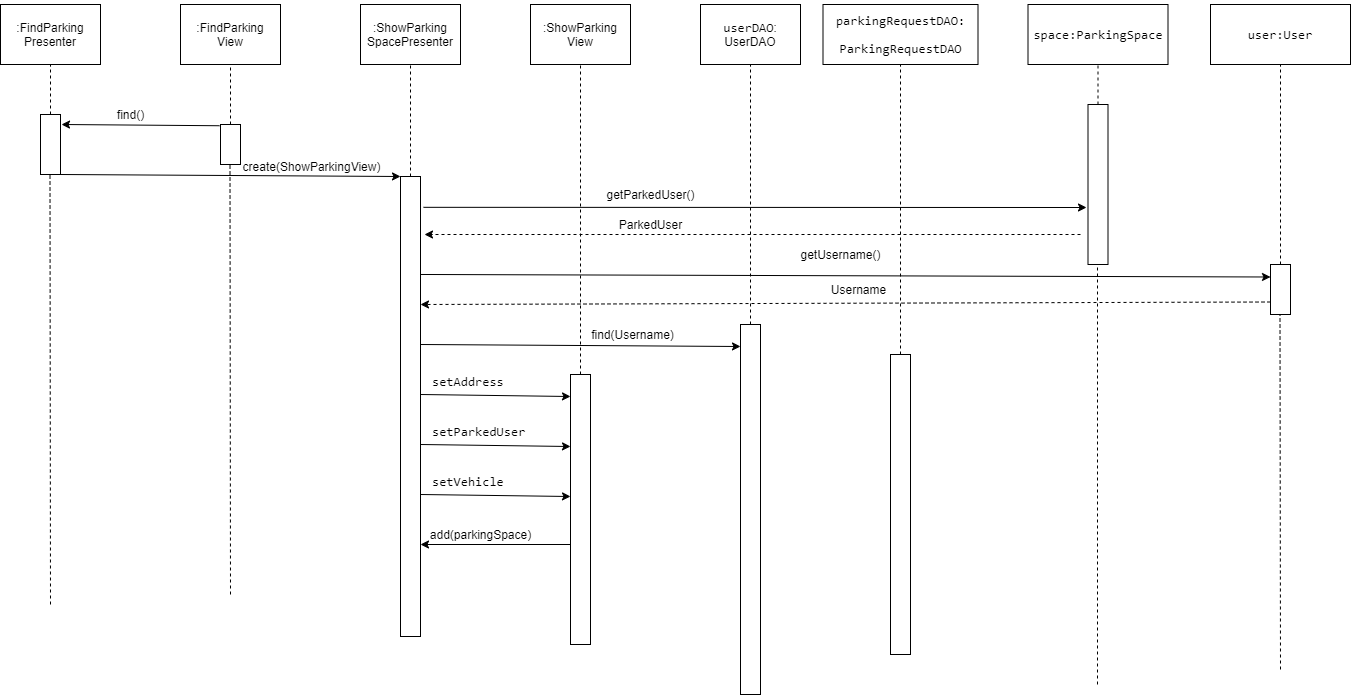 :FindParking
Presenter
:FindParking
View
:ShowParking
SpacePresenter
:ShowParking
View
userDAO:
UserDAO
parkingRequestDAO:
ParkingRequestDAO
space:ParkingSpace
user:User
find()
create(ShowParkingView)
getParkedUser()
ParkedUser
getUsername()
Username
find(Username)
setAddress
setParkedUser
setVehicle
add(parkingSpace)